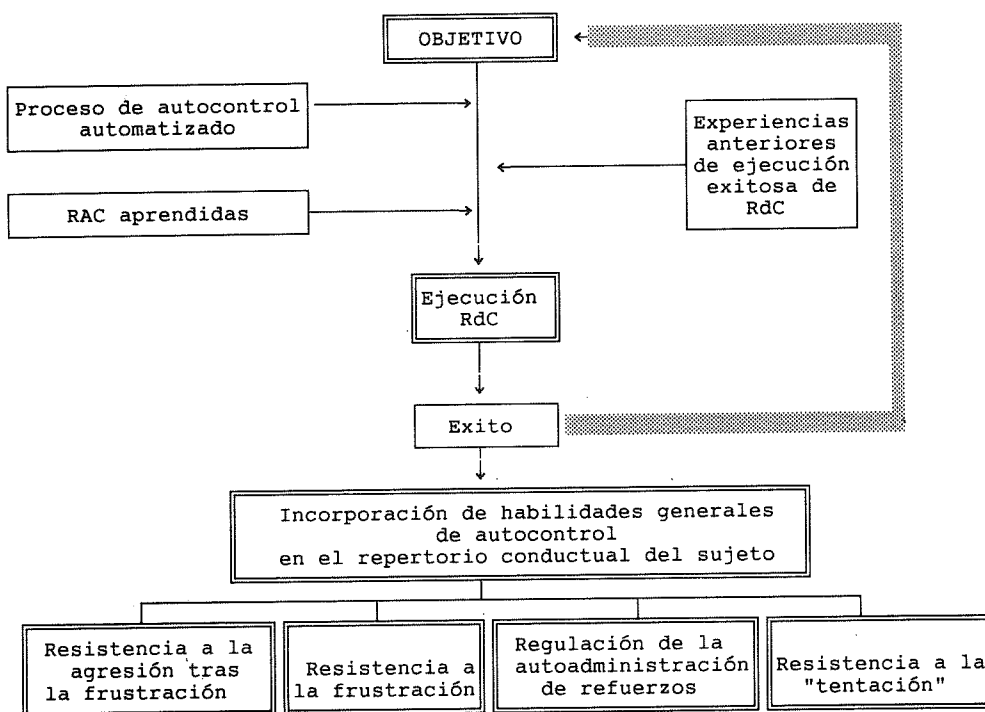 OBJETIVO
Proceso de autocontrol
automatizado
Experiencias
anteriores
de ejecución
exitosa de
RdC
RAC aprendidas
Ejecución
RdC
Exito
Incorporación de habilidades generales
de autocontrol
en el repertorio conductual del sujeto
Resistencia a la
agresión tras
la frustración
Resistencia a
la frustración
Regulación de la
autoadministración
de refuerzos
Resistencia a la
"tentación"